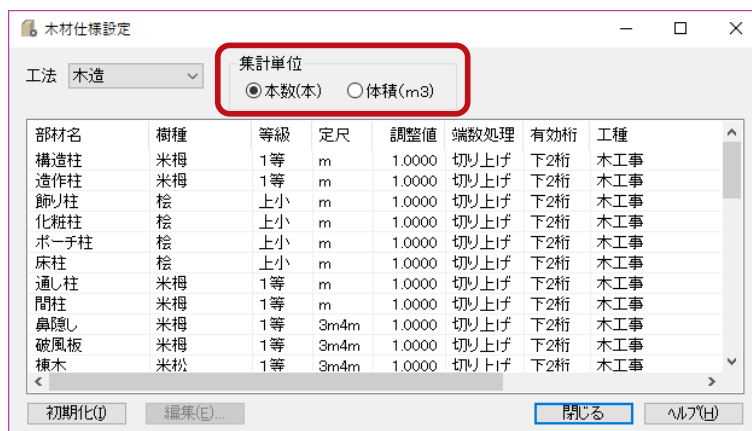 木材仕様設定
工法 木造
集計単位
本数(本) 体積(m3)
部材名 樹種 等級 定尺 調整値 端数処理 有効桁 工種
構造柱 米栂 1等 m 1.0000 切り上げ 下2桁 木工事
造作柱 米栂 1等 m 1.0000 切り上げ 下2桁 木工事
飾り柱 桧 上小 m 1.0000 切り上げ 下2桁 木工事
化粧柱 桧 上小 m 1.0000 切り上げ 下2桁 木工事
ポーチ柱 桧 上小 m 1.0000 切り上げ 下2桁 木工事
床柱 桧 上小 m 1.0000 切り上げ 下2桁 木工事
通し柱 米栂 1等 m 1.0000 切り上げ 下2桁 木工事
間柱 米栂 1等 m 1.0000 切り上げ 下2桁 木工事
鼻隠し 米栂 1等 3m4m 1.0000 切り上げ 下2桁 木工事
破風板 米栂 1等 3m4m 1.0000 切り上げ 下2桁 木工事
棟木 米松 1等 3m4m 1.0000 切り上げ 下2桁 木工事
初期化(I) 編集(E)... 閉じる ヘルプ(H)